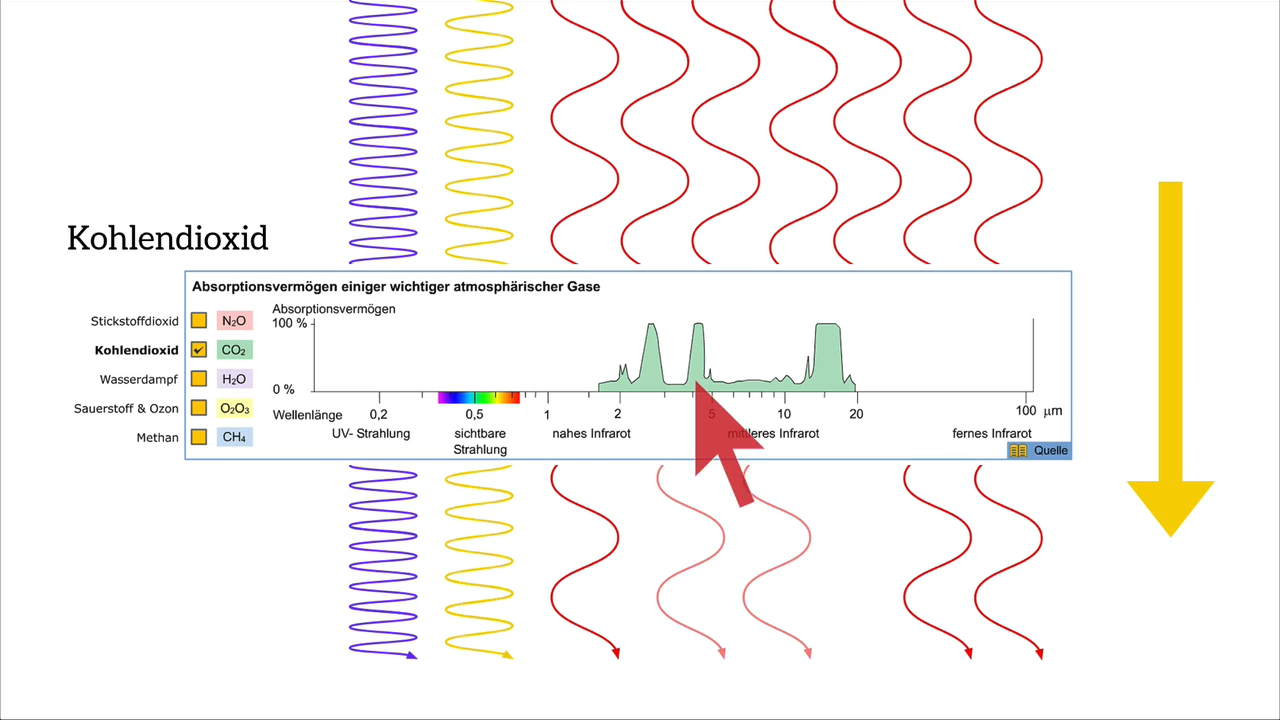 Kohlendioxid
Absorptionsvermögen einiger wichtiger atmosphärischer Gase
Absorptionsvermögen
100 %
0 %
Stickstoffdioxid N₂O
Kohlendioxid CO₂
Wasserdampf H₂O
Sauerstoff & Ozon O₂O₃
Methan CH₄
Wellenlänge 0,2 0,5 1 2 5 10 20 100 µm
UV- Strahlung sichtbare Strahlung nahes Infrarot mittleres Infrarot fernes Infrarot
Quelle